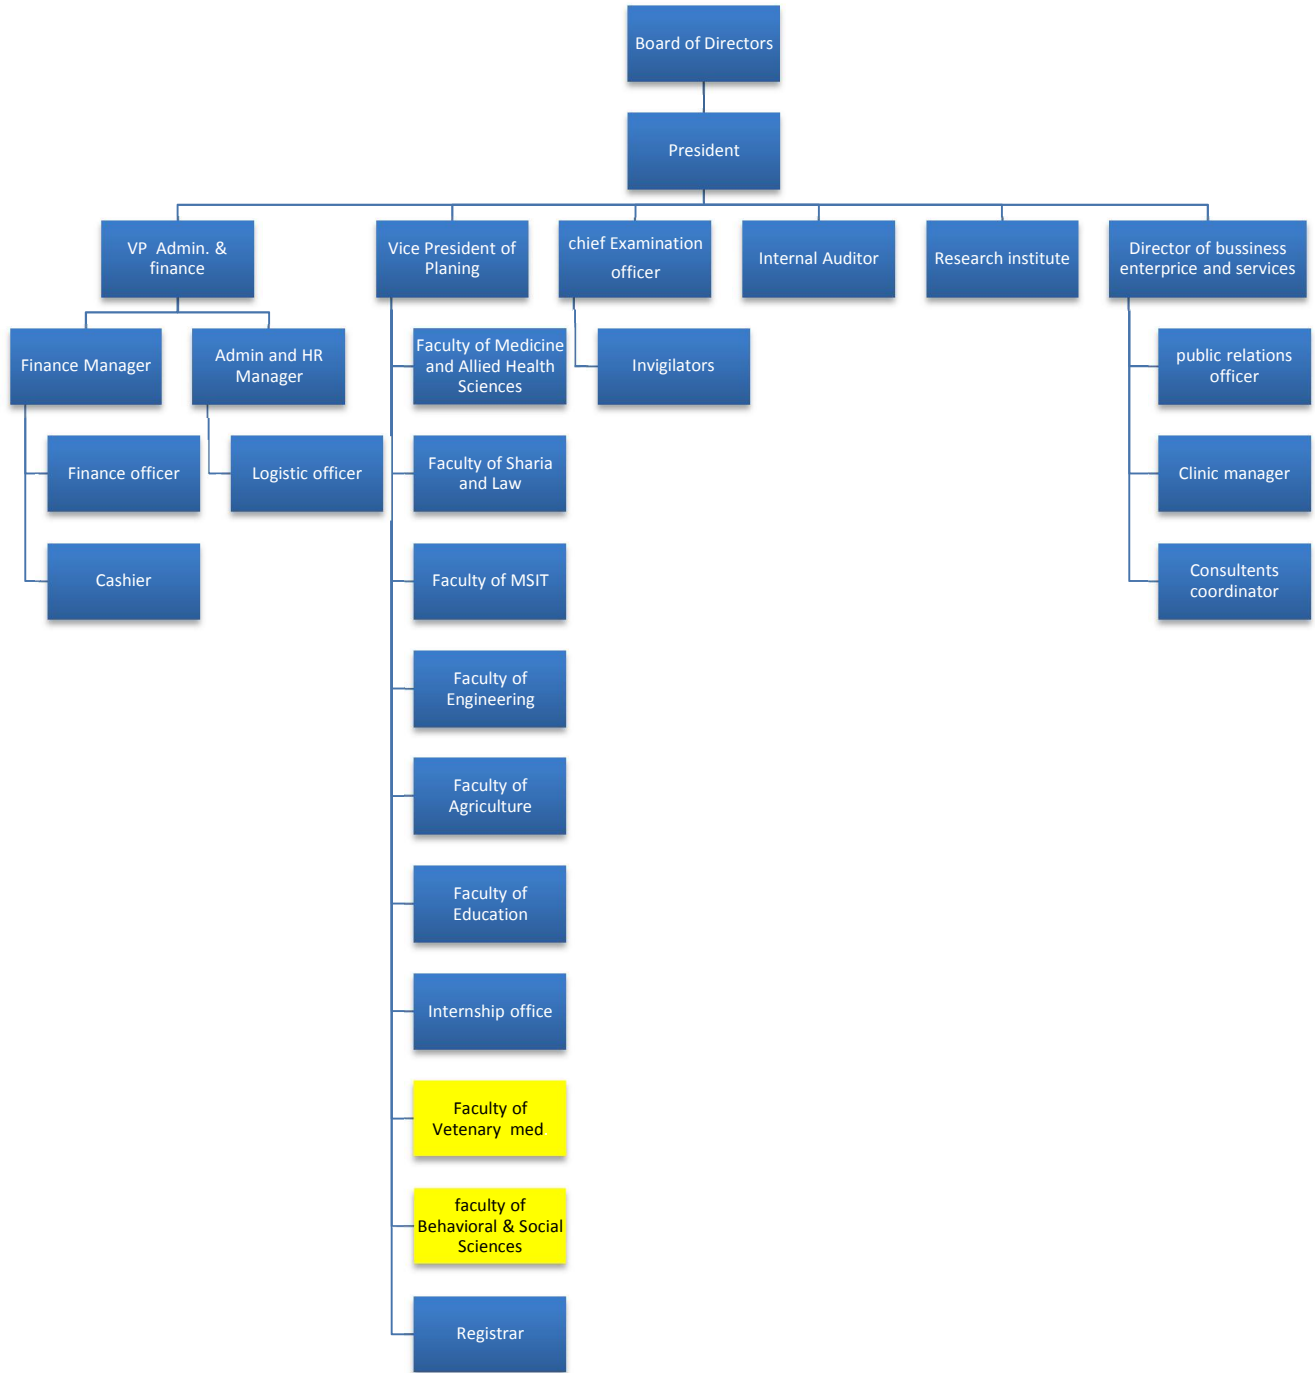 Board of Directors
President
VP Admin. &
finance
Vice President of
Planing
chief Examination
officer
Internal Auditor
Research institute
Director of bussiness
enterprice and services
Finance Manager
Admin and HR
Manager
Faculty of Medicine
and Allied Health
Sciences
Invigilators
public relations
officer
Finance officer
Logistic officer
Faculty of Sharia
and Law
Clinic manager
Cashier
Faculty of MSIT
Consultents
coordinator
Faculty of
Engineering
Faculty of
Agriculture
Faculty of
Education
Internship office
Faculty of
Vetenary med
faculty of
Behavioral & Social
Sciences
Registrar